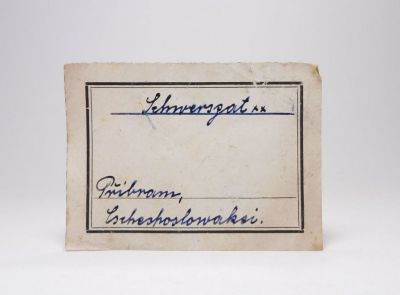 Schwerspat xx
Příbram,
Tschechoslowakei.